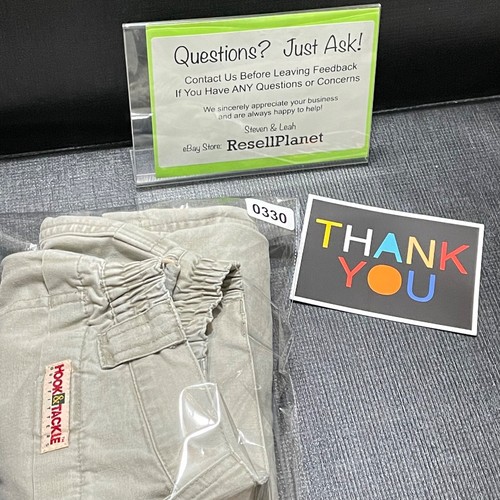 Questions? Just Ask!
Contact Us Before Leaving Feedback
If You Have ANY Questions or Concerns
We sincerely appreciate your business
and are always happy to help!
Steven & Leah
eBay Store: ResellPlanet
0330
THANK
YOU
HOOK & TACKLE